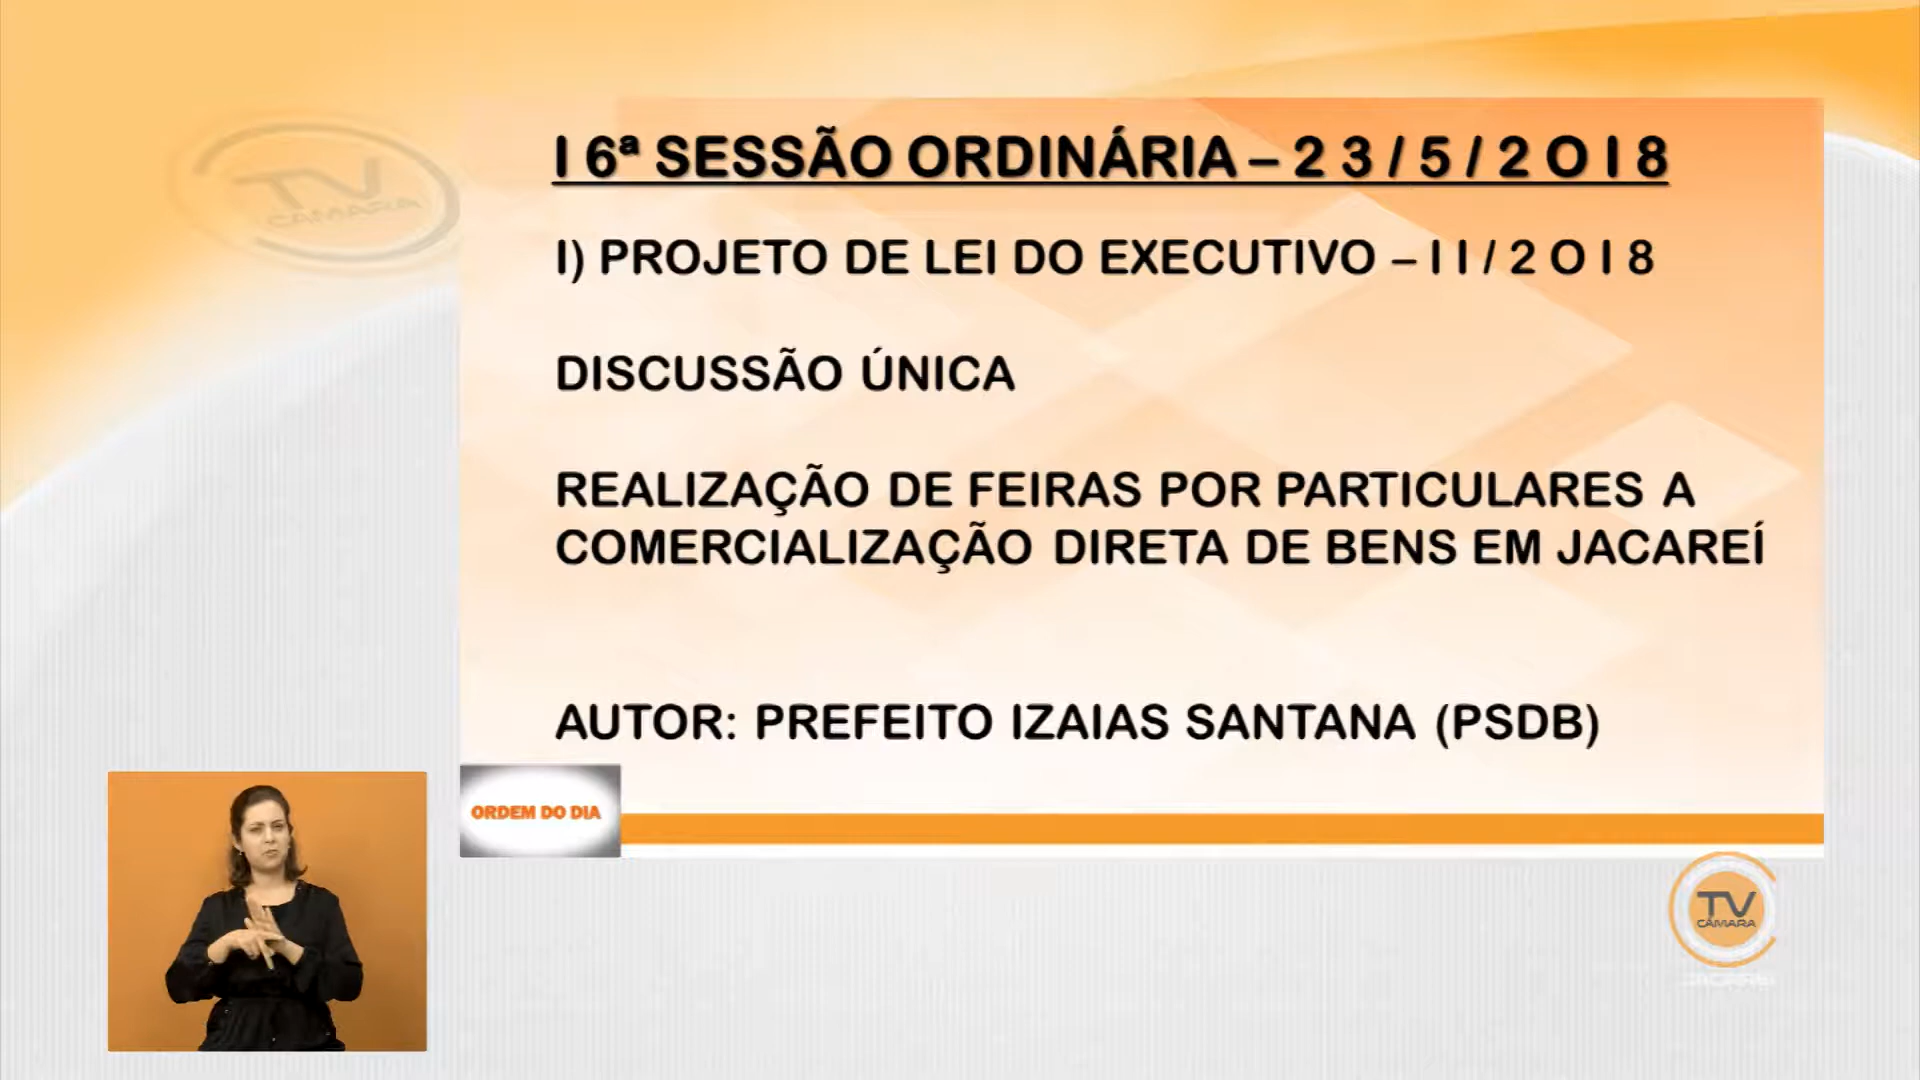 TV
CÂMARA
I 6ª SESSÃO ORDINÁRIA – 2 3 / 5 / 2 O I 8
I) PROJETO DE LEI DO EXECUTIVO – I I / 2 O I 8
DISCUSSÃO ÚNICA
REALIZAÇÃO DE FEIRAS POR PARTICULARES A
COMERCIALIZAÇÃO DIRETA DE BENS EM JACAREÍ
AUTOR: PREFEITO IZAIAS SANTANA (PSDB)
ORDEM DO DIA
TV
CÂMARA